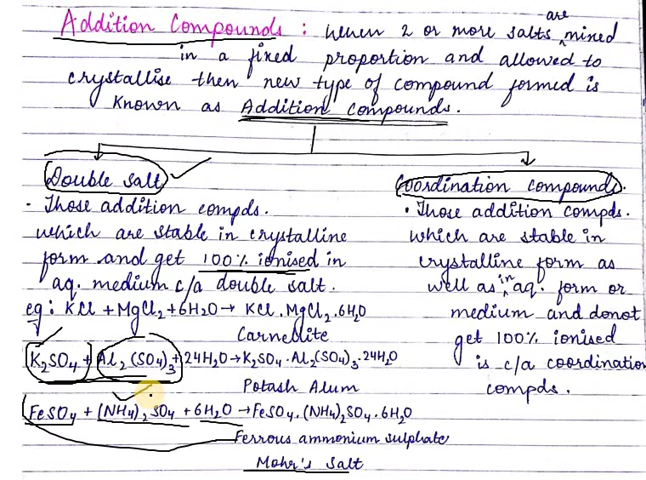 Addition Compounds : when 2 or more salts are mixed
in a fixed proportion and allowed to
crystallise then new type of compound formed is
known as Addition compounds.
Double salt
· Those addition compds.
which are stable in crystalline
form and get 100% ionised in
aq. medium c/a double salt.
eg: KCl + MgCl₂ + 6H₂O → KCl.MgCl₂.6H₂O
Carnellite
K₂SO₄ + Al₂(SO₄)₃ + 24H₂O → K₂SO₄.Al₂(SO₄)₃.24H₂O
Potash Alum
FeSO₄ + (NH₄)₂SO₄ + 6H₂O → FeSO₄.(NH₄)₂SO₄.6H₂O
Ferrous ammonium sulphate
Mohr's Salt
Coordination compounds.
· Those addition compds.
which are stable in
crystalline form as
well as in aq. form or
medium and donot
get 100% ionised
is c/a coordination
compds.